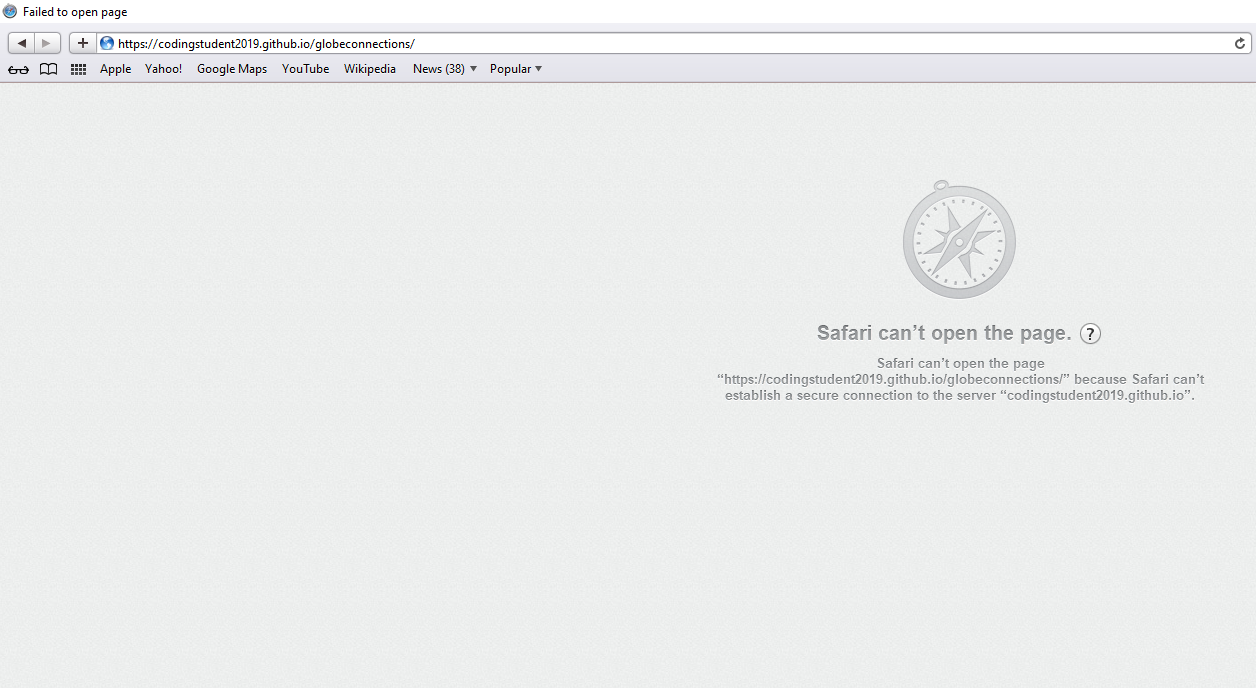 Failed to open page
https://codingstudent2019.github.io/globeconnections/
Apple Yahoo! Google Maps YouTube Wikipedia News (38) Popular
Safari can’t open the page. ?
Safari can’t open the page
“https://codingstudent2019.github.io/globeconnections/” because Safari can’t
establish a secure connection to the server “codingstudent2019.github.io”.